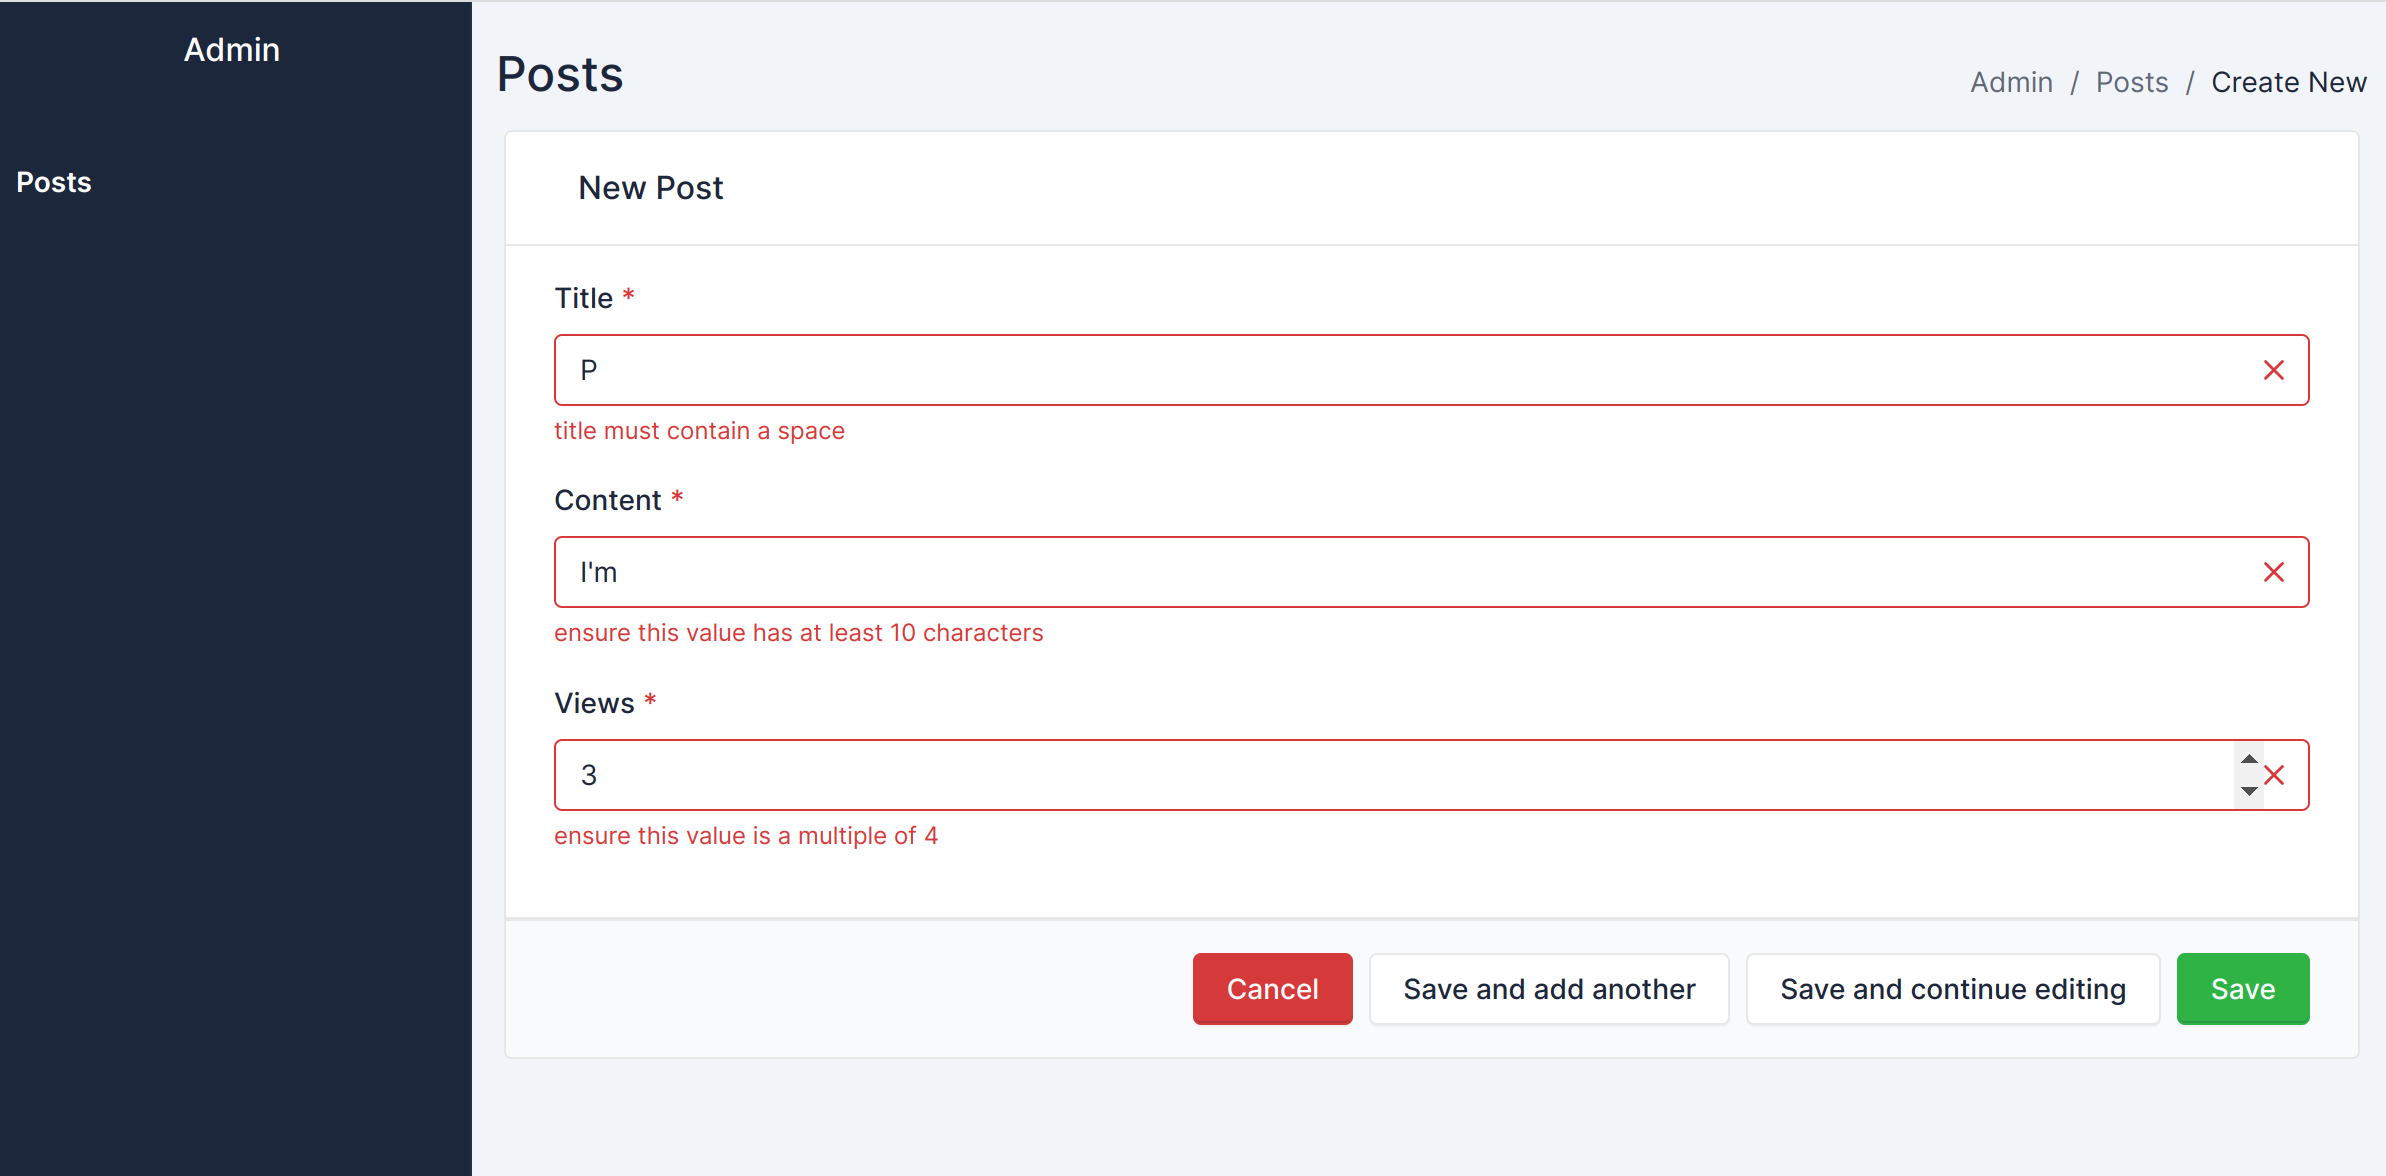 Admin
Posts
Posts
Admin / Posts / Create New
New Post
Title *
P
title must contain a space
Content *
I'm
ensure this value has at least 10 characters
Views *
3
ensure this value is a multiple of 4
Cancel
Save and add another
Save and continue editing
Save